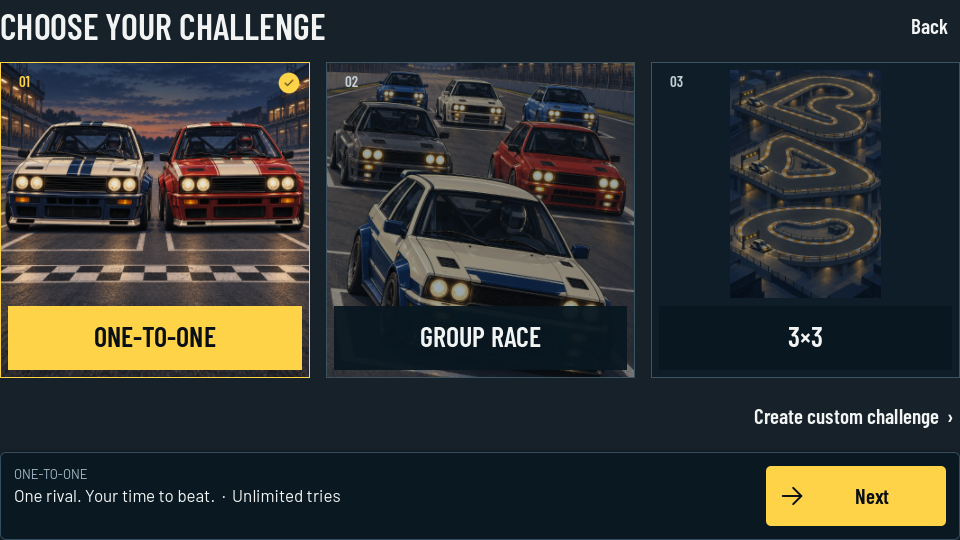 CHOOSE YOUR CHALLENGE
Back
01
02
03
ONE-TO-ONE
GROUP RACE
3×3
Create custom challenge ›
ONE-TO-ONE
One rival. Your time to beat. · Unlimited tries
Next